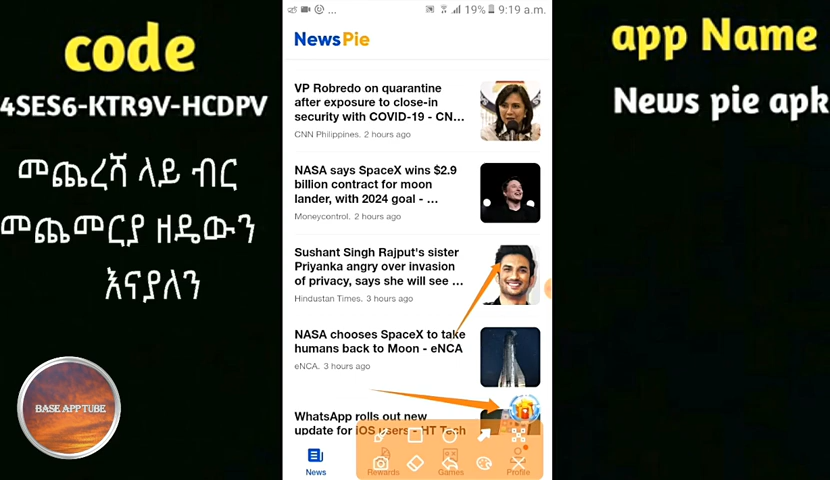 code
4SES6-KTR9V-HCDPV
መጨረሻ ላይ ብር
መጨመርያ ዘዴውን
እናያለን
BASE APP TUBE
... 19% 9:19 a.m.
NewsPie
VP Robredo on quarantine
after exposure to close-in
security with COVID-19 - CN...
CNN Philippines. 2 hours ago
NASA says SpaceX wins $2.9
billion contract for moon
lander, with 2024 goal - ...
Moneycontrol. 2 hours ago
Sushant Singh Rajput's sister
Priyanka angry over invasion
of privacy, says she will see ...
Hindustan Times. 3 hours ago
NASA chooses SpaceX to take
humans back to Moon - eNCA
eNCA. 3 hours ago
WhatsApp rolls out new
update for iOS users - HT Tech
News Rewards Games Profile
app Name
News pie apk